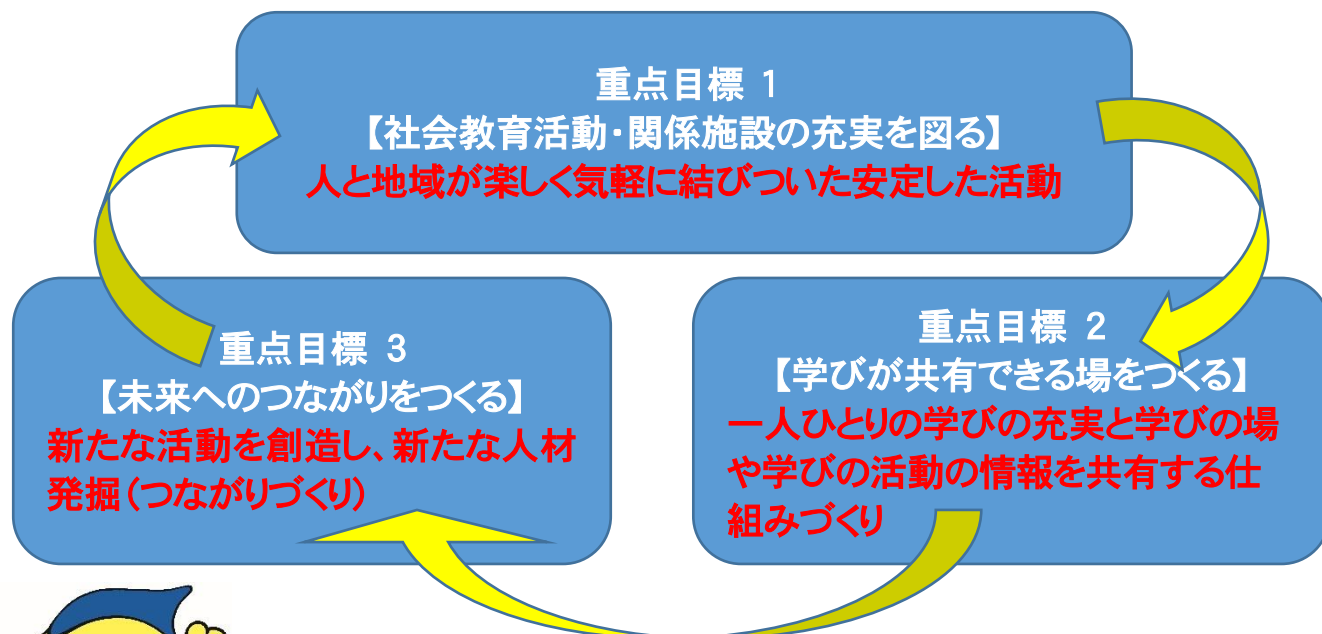 重点目標 1
【社会教育活動・関係施設の充実を図る】
人と地域が楽しく気軽に結びついた安定した活動
重点目標 2
【学びが共有できる場をつくる】
一人ひとりの学びの充実と学びの場
や学びの活動の情報を共有する仕
組みづくり
重点目標 3
【未来へのつながりをつくる】
新たな活動を創造し、新たな人材
発掘（つながりづくり）